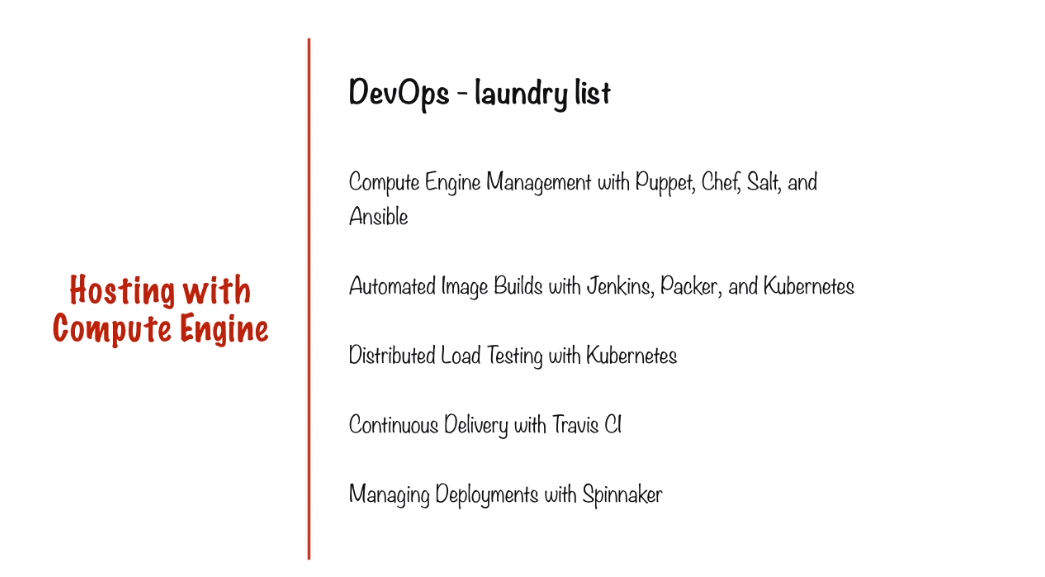 Hosting with
Compute Engine
DevOps - laundry list
Compute Engine Management with Puppet, Chef, Salt, and
Ansible
Automated Image Builds with Jenkins, Packer, and Kubernetes
Distributed Load Testing with Kubernetes
Continuous Delivery with Travis CI
Managing Deployments with Spinnaker